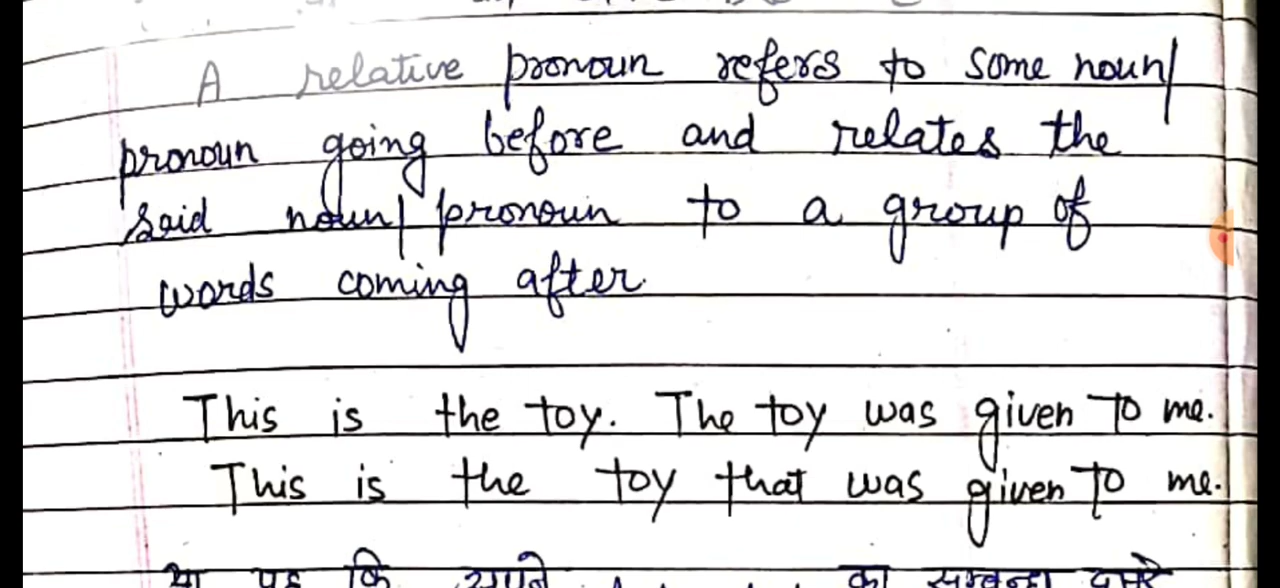 A relative pronoun refers to some noun/
pronoun going before and relates the
said noun/pronoun to a group of
words coming after.
This is the toy. The toy was given to me.
This is the toy that was given to me.